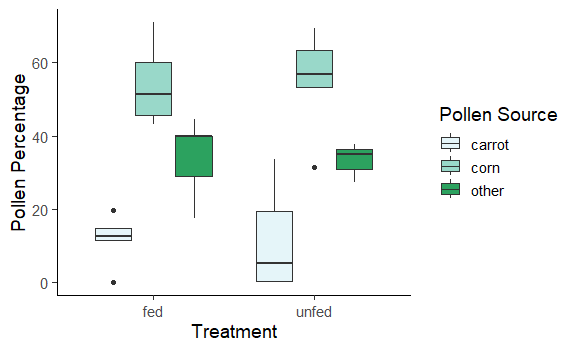 Pollen Percentage
60
40
20
0
fed
unfed
Treatment
Pollen Source
carrot
corn
other